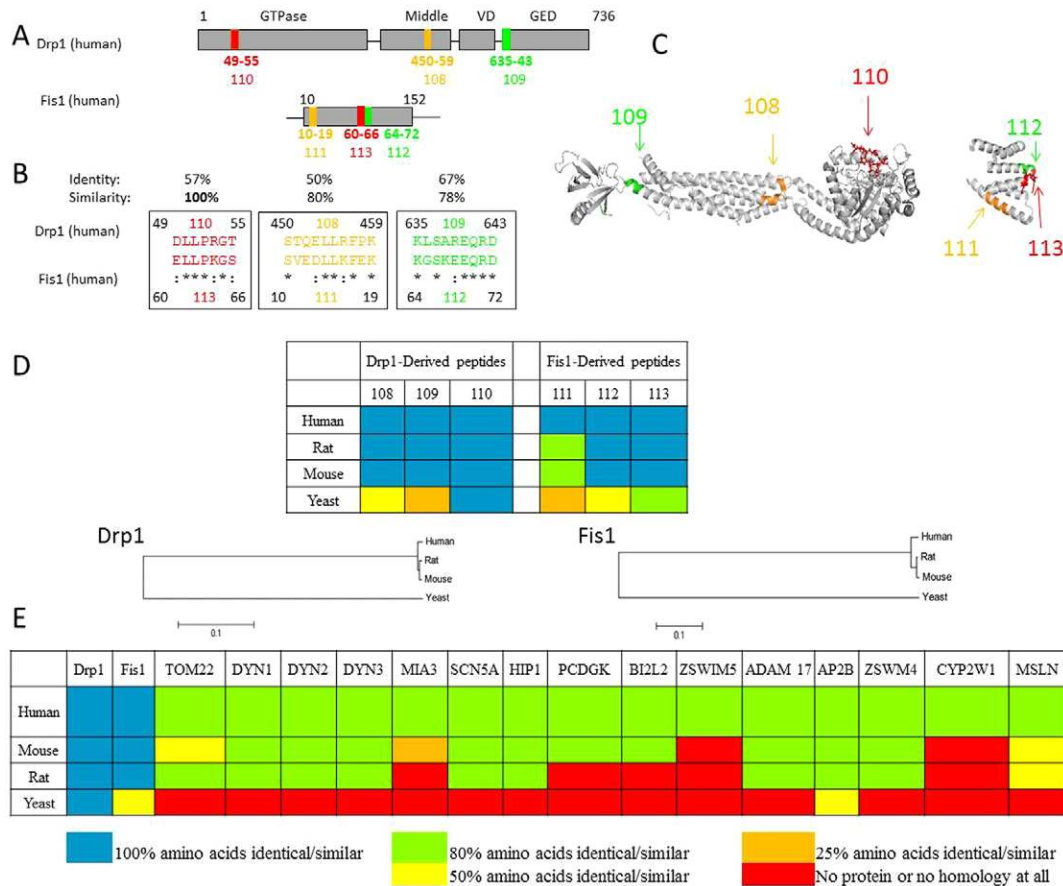 A
1 GTPase Middle VD GED 736
Drp1 (human)
49-55 450-59 635-43
110 108 109
Fis1 (human)
10 152
10-19 60-66 64-72
111 113 112
B
Identity: 57% 50% 67%
Similarity: 100% 80% 78%
Drp1 (human)
49 110 55
DLLPRGT
ELLPKGS
:***:**:
60 113 66
450 108 459
STQELLRFPK
SVEDLLKFEK
* :**:* *
10 111 19
635 109 643
KLSAREQRD
KGSKEEQRD
* * :****
64 112 72
Fis1 (human)
C
109
108
110
112
111
113
D
Drp1-Derived peptides Fis1-Derived peptides
108 109 110 111 112 113
Human
Rat
Mouse
Yeast
Drp1
Human
Rat
Mouse
Yeast
0.1
Fis1
Human
Rat
Mouse
Yeast
0.1
E
Drp1 Fis1 TOM22 DYN1 DYN2 DYN3 MIA3 SCN5A HIP1 PCDGK BI2L2 ZSWIM5 ADAM 17 AP2B ZSWM4 CYP2W1 MSLN
Human
Mouse
Rat
Yeast
100% amino acids identical/similar
80% amino acids identical/similar
25% amino acids identical/similar
50% amino acids identical/similar
No protein or no homology at all